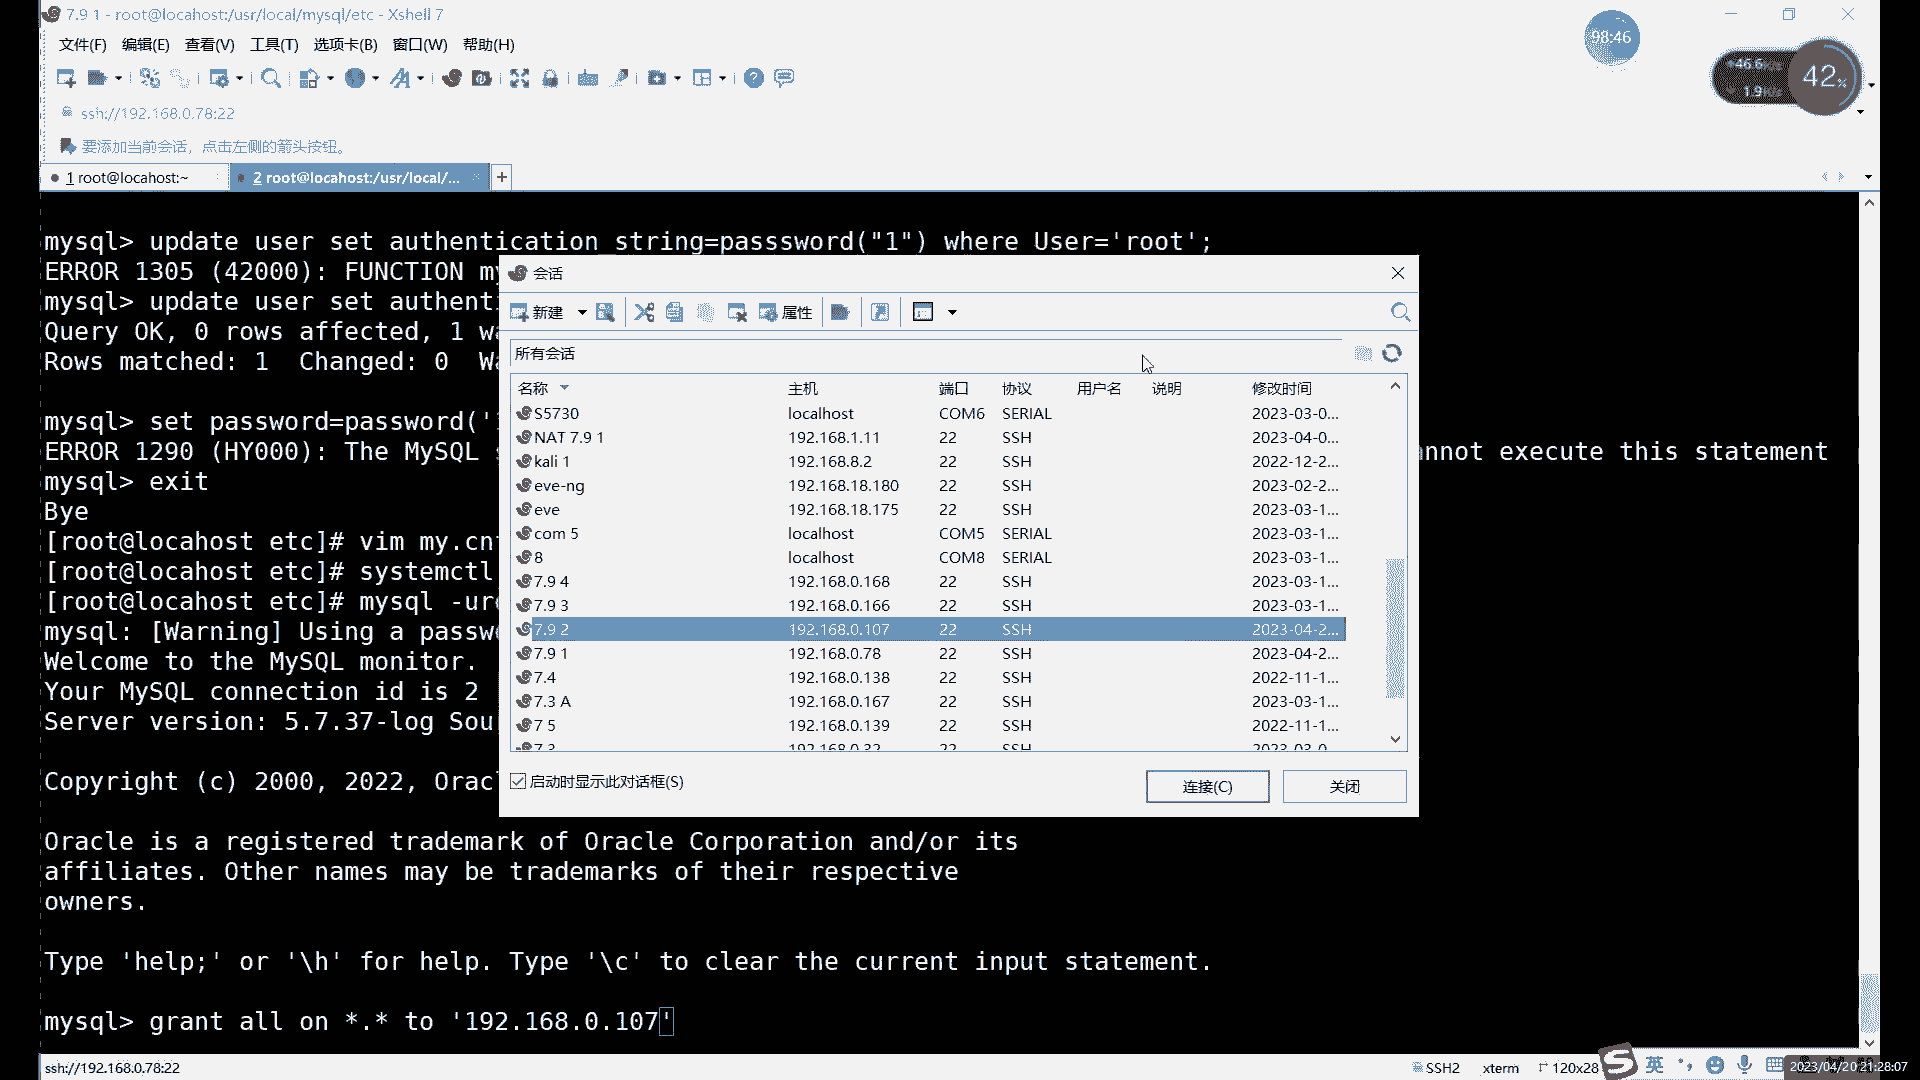 7.9 1 - root@locahost:/usr/local/mysql/etc - Xshell 7
98:46
文件(F) 编辑(E) 查看(V) 工具(T) 选项卡(B) 窗口(W) 帮助(H)
42%
1.9K/s
ssh://192.168.0.78:22
要添加当前会话，点击左侧的箭头按钮。
1 root@locahost:~ 2 root@locahost:/usr/local/... +
mysql> update user set authentication_string=passsword("1") where User='root';
ERROR 1305 (42000): FUNCTION my
mysql> update user set authenti
Query OK, 0 rows affected, 1 wa
Rows matched: 1 Changed: 0 Wa
mysql> set password=password('1
ERROR 1290 (HY000): The MySQL s
annot execute this statement
mysql> exit
Bye
[root@locahost etc]# vim my.cn
[root@locahost etc]# systemctl
[root@locahost etc]# mysql -uro
mysql: [Warning] Using a passwo
Welcome to the MySQL monitor.
Your MySQL connection id is 2
Server version: 5.7.37-log Sou
Copyright (c) 2000, 2022, Orac
Oracle is a registered trademark of Oracle Corporation and/or its
affiliates. Other names may be trademarks of their respective
owners.
Type 'help;' or '\h' for help. Type '\c' to clear the current input statement.
mysql> grant all on *.* to '192.168.0.107'
会话
新建 属性
所有会话
名称 主机 端口 协议 用户名 说明 修改时间
S5730 localhost COM6 SERIAL 2023-03-0...
NAT 7.9 1 192.168.1.11 22 SSH 2023-04-0...
kali 1 192.168.8.2 22 SSH 2022-12-2...
eve-ng 192.168.18.180 22 SSH 2023-02-2...
eve 192.168.18.175 22 SSH 2023-03-1...
com 5 localhost COM5 SERIAL 2023-03-1...
8 localhost COM8 SERIAL 2023-03-1...
7.9 4 192.168.0.168 22 SSH 2023-03-1...
7.9 3 192.168.0.166 22 SSH 2023-03-1...
7.9 2 192.168.0.107 22 SSH 2023-04-2...
7.9 1 192.168.0.78 22 SSH 2023-04-2...
7.4 192.168.0.138 22 SSH 2022-11-1...
7.3 A 192.168.0.167 22 SSH 2023-03-1...
7 5 192.168.0.139 22 SSH 2022-11-1...
7.3 192.168.0.32 22 SSH 2023-03-0...
启动时显示此对话框(S)
连接(C) 关闭
ssh://192.168.0.78:22
SSH2 xterm 120x28
英
2023/04/20 21:28:07